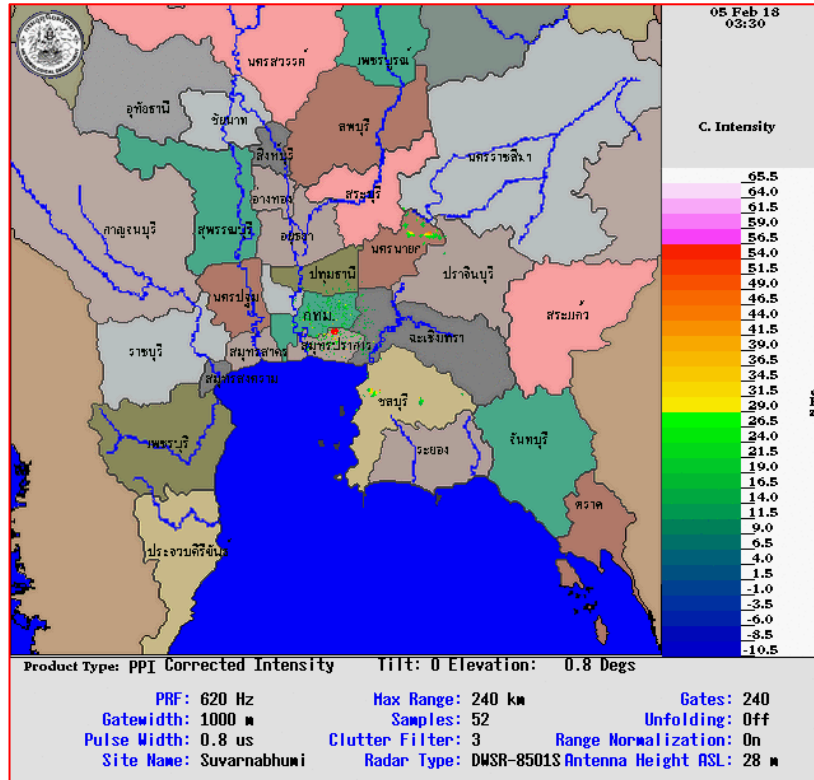 05 Feb 18
03:30
C. Intensity
นครสวรรค์
เพชรบูรณ์
อุทัยธานี
ชัยนาท
ลพบุรี
สิงห์บุรี
นครราชสีมา
อ่างทอง
สระบุรี
กาญจนบุรี
สุพรรณบุรี
อยุธยา
นครนายก
ปราจีนบุรี
ปทุมธานี
นครปฐม
กทม.
สระแก้ว
ฉะเชิงเทรา
ราชบุรี
สมุทรสาคร
สมุทรปราการ
สมุทรสงคราม
ชลบุรี
เพชรบุรี
ระยอง
จันทบุรี
ตราด
ประจวบคีรีขันธ์
65.5
64.0
61.5
59.0
56.5
54.0
51.5
49.0
46.5
44.0
41.5
39.0
36.5
34.0
31.5
29.0
26.5
24.0
21.5
19.0
16.5
14.0
11.5
9.0
6.5
4.0
1.5
-1.0
-3.5
-6.0
-8.5
-10.5
Product Type: PPI Corrected Intensity Tilt: 0 Elevation: 0.8 Degs
PRF: 620 Hz Max Range: 240 km Gates: 240
Gatewidth: 1000 m Samples: 52 Unfolding: Off
Pulse Width: 0.8 us Clutter Filter: 3 Range Normalization: On
Site Name: Suvarnabhumi Radar Type: DWSR-8501S Antenna Height ASL: 28 m